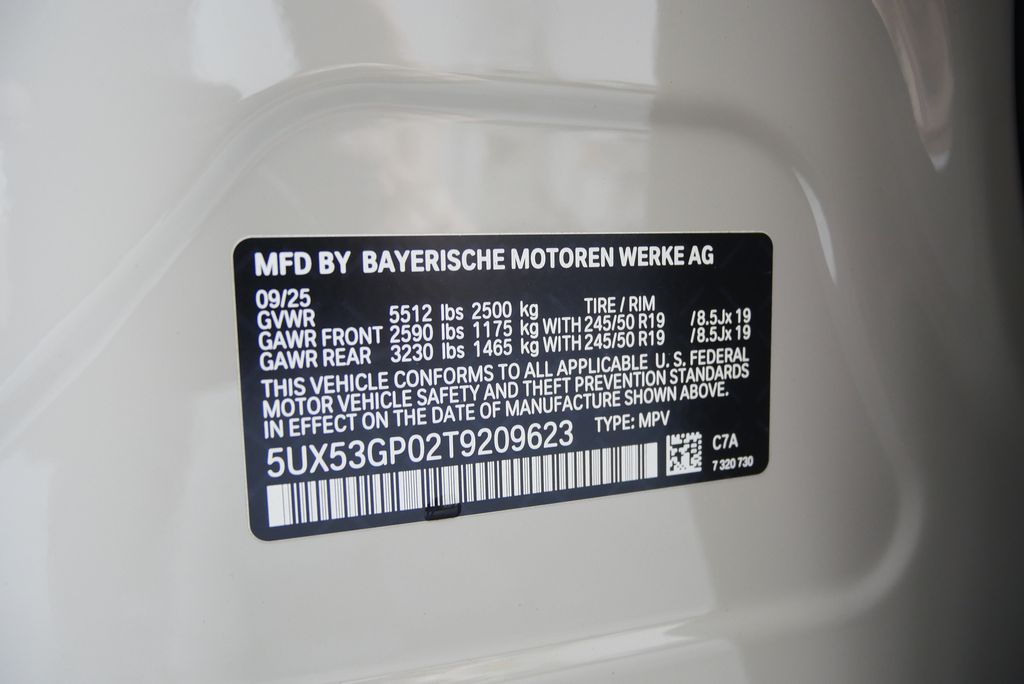 MFD BY BAYERISCHE MOTOREN WERKE AG
09/25
GVWR 5512 lbs 2500 kg TIRE / RIM
GAWR FRONT 2590 lbs 1175 kg WITH 245/50 R19 /8.5Jx 19
GAWR REAR 3230 lbs 1465 kg WITH 245/50 R19 /8.5Jx 19
THIS VEHICLE CONFORMS TO ALL APPLICABLE U. S. FEDERAL
MOTOR VEHICLE SAFETY AND THEFT PREVENTION STANDARDS
IN EFFECT ON THE DATE OF MANUFACTURE SHOWN ABOVE.
5UX53GP02T9209623 TYPE: MPV
C7A
7 320 730